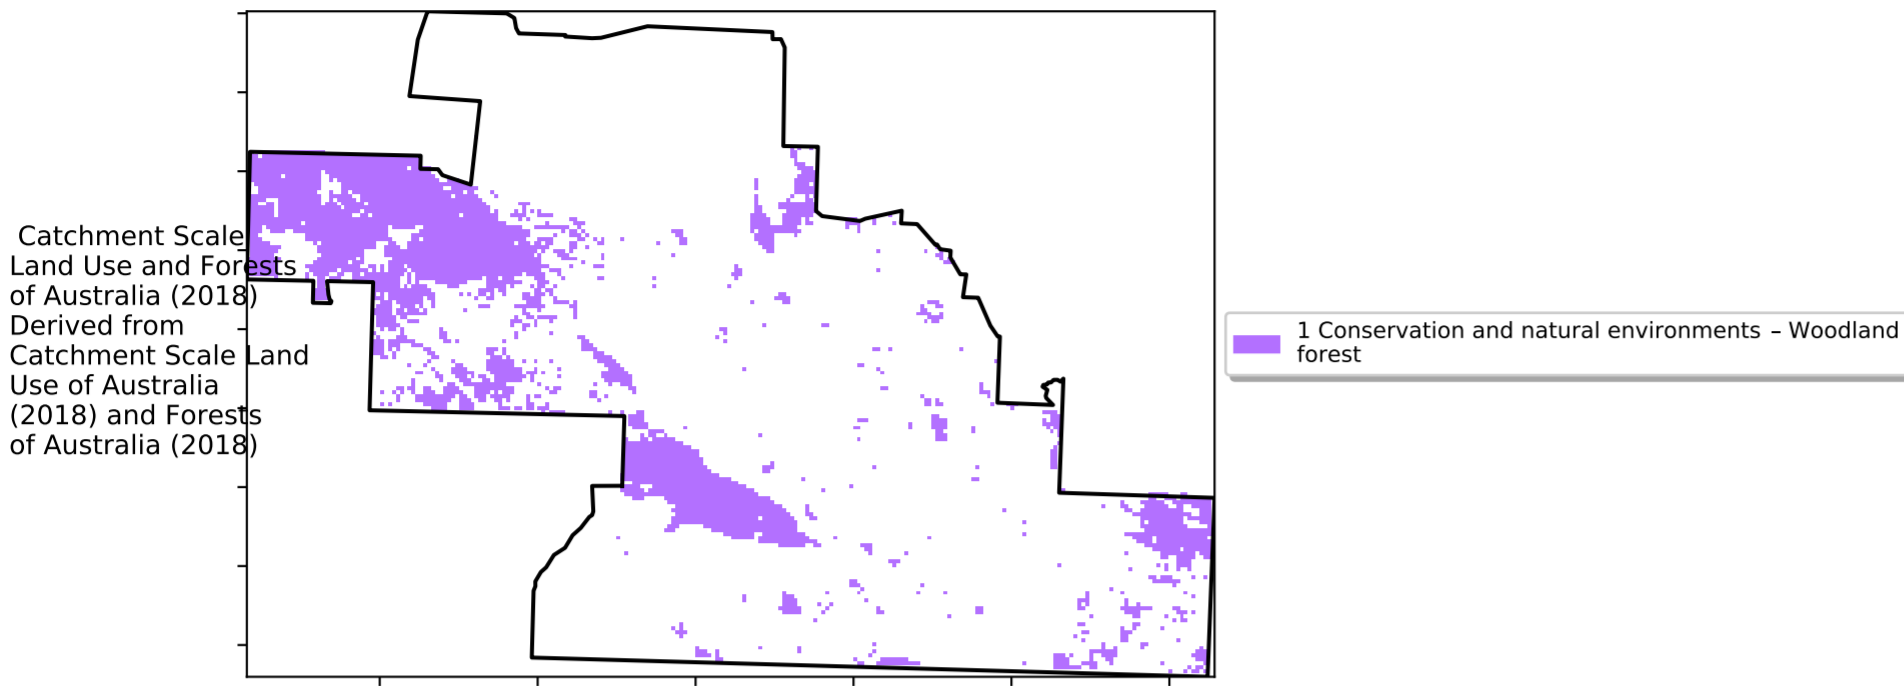 Catchment Scale
Land Use and Forests
of Australia (2018)
Derived from
Catchment Scale Land
Use of Australia
(2018) and Forests
of Australia (2018)
1 Conservation and natural environments – Woodland
forest